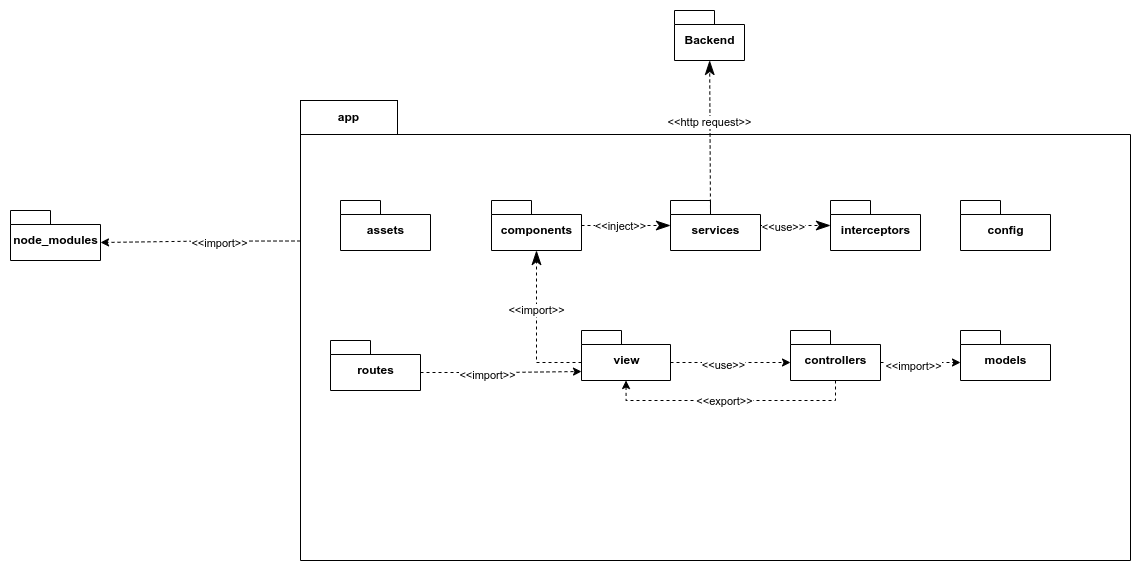 Backend
<<http request>>
app
assets
components
<<inject>>
services
<<use>>
interceptors
config
node_modules
<<import>>
<<import>>
routes
<<import>>
view
<<use>>
controllers
<<import>>
models
<<export>>